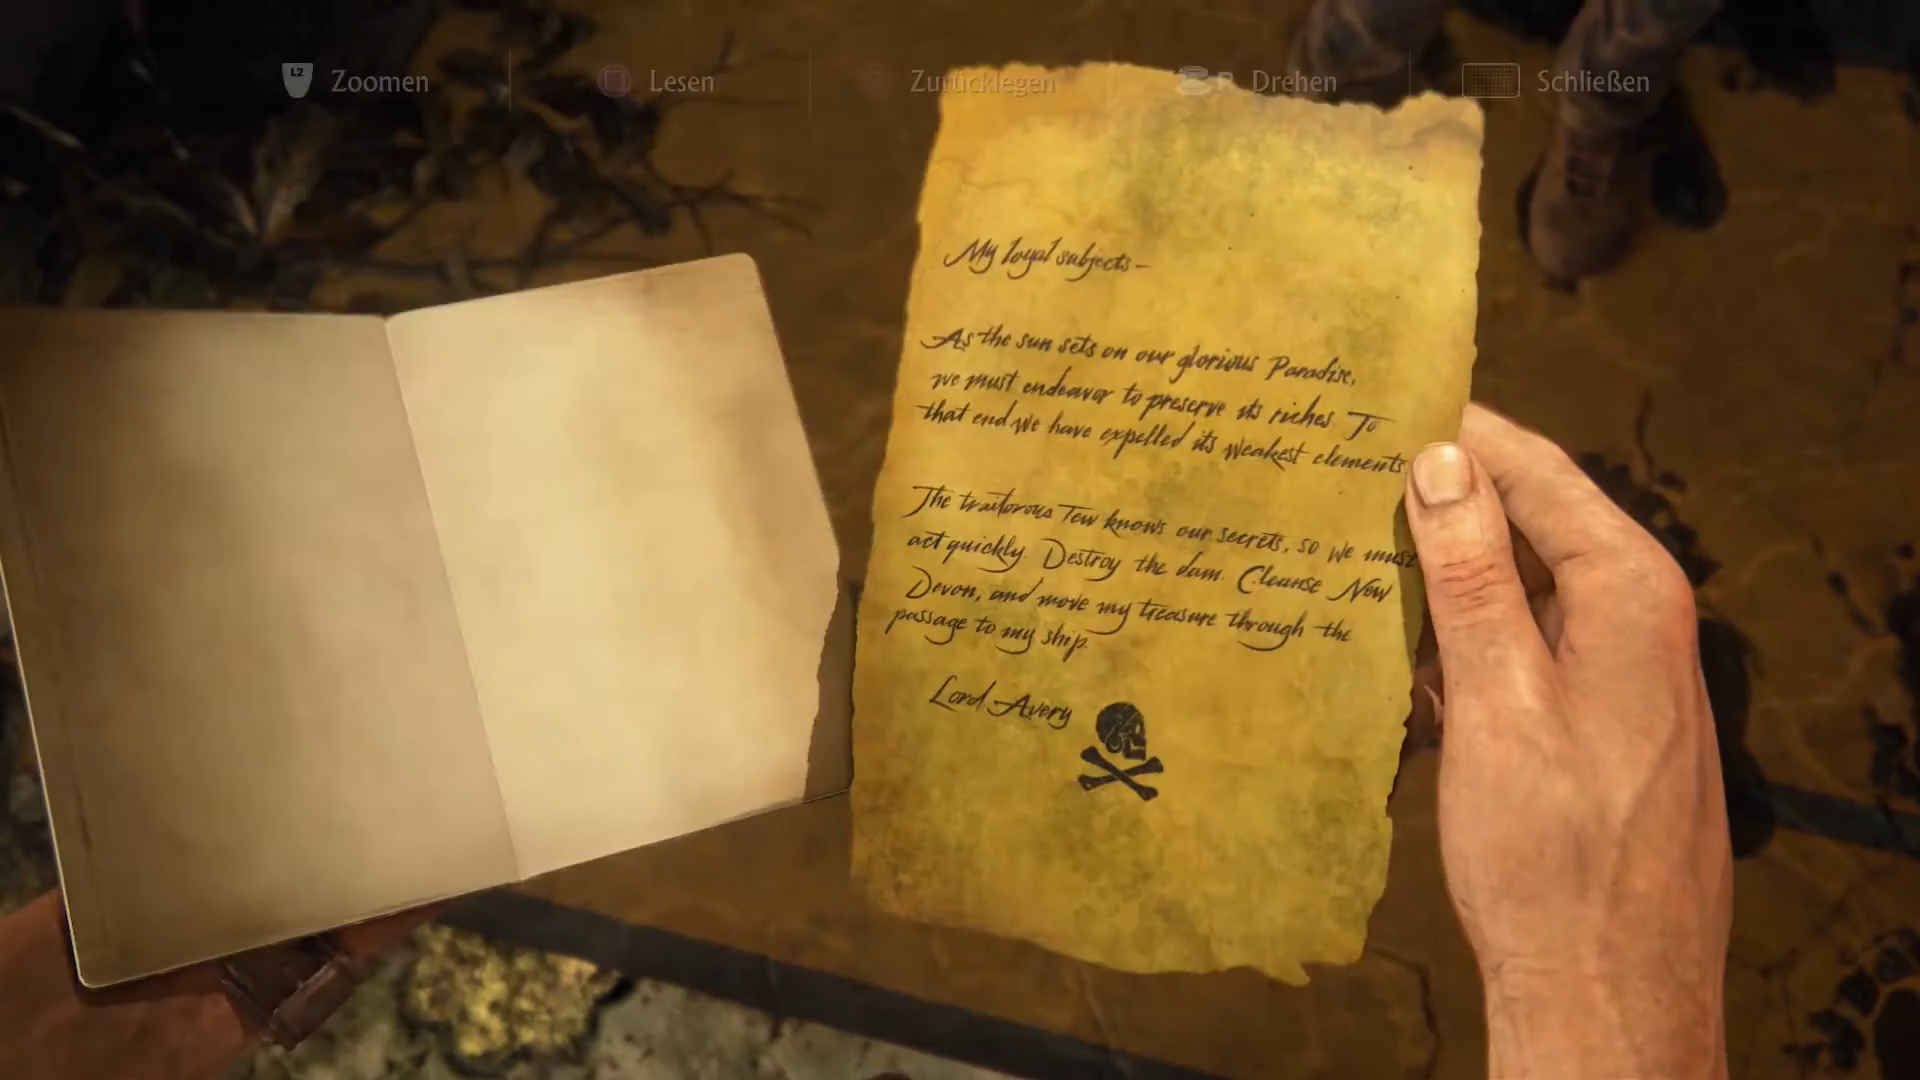 L2 Zoomen Lesen Zurücklegen R Drehen Schließen
My loyal subjects-
As the sun sets on our glorious Paradise,
we must endeavor to preserve its riches. To
that end we have expelled its weakest elements
The traitorous Tew knows our secrets, so we must
act quickly. Destroy the dam. Cleanse New
Devon, and move my treasure through the
passage to my ship.
Lord Avery